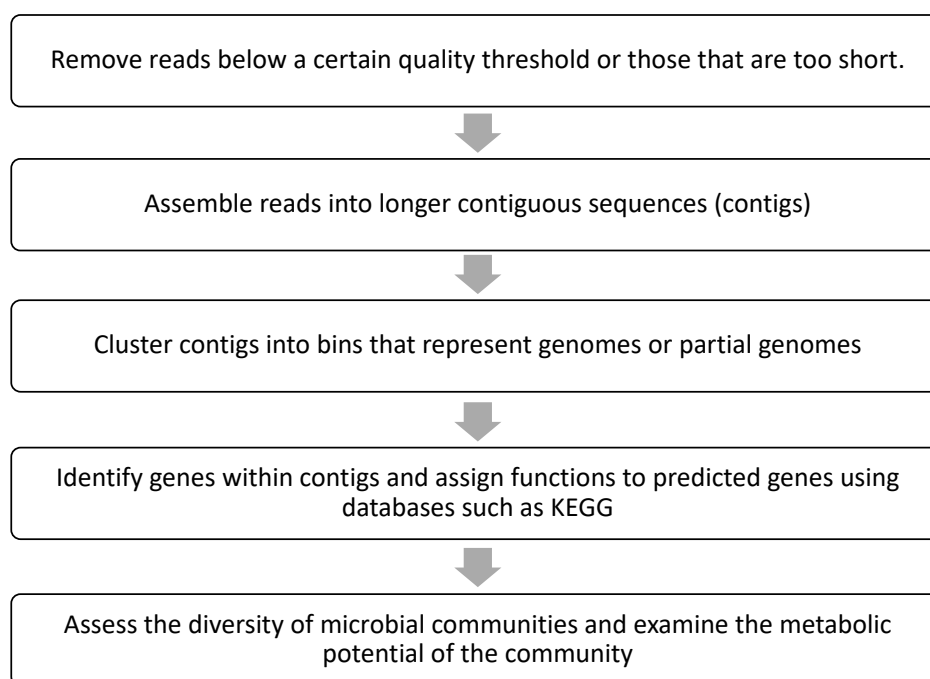 Remove reads below a certain quality threshold or those that are too short.
Assemble reads into longer contiguous sequences (contigs)
Cluster contigs into bins that represent genomes or partial genomes
Identify genes within contigs and assign functions to predicted genes using
databases such as KEGG
Assess the diversity of microbial communities and examine the metabolic
potential of the community